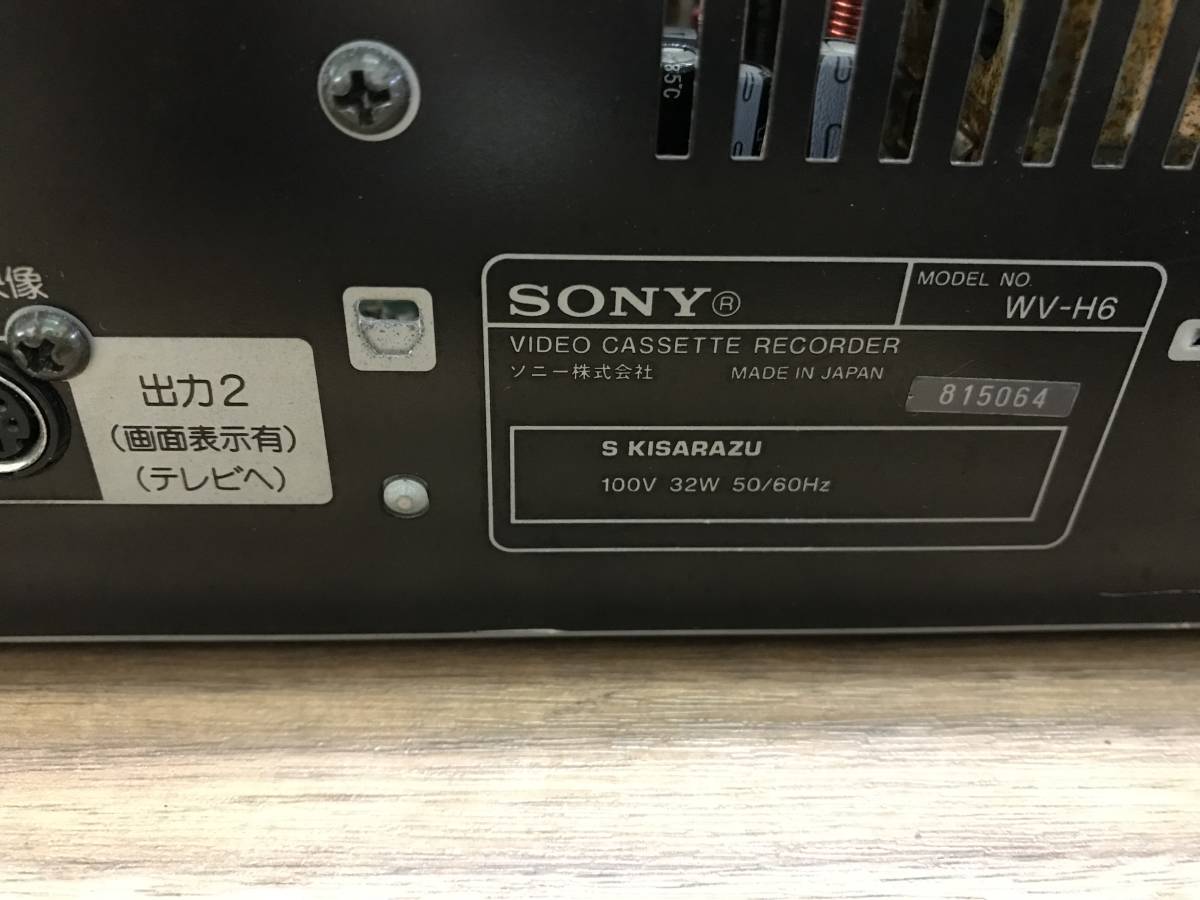 85℃
映像
出力2
(画面表示有)
(テレビへ)
SONY®
MODEL NO.
WV-H6
VIDEO CASSETTE RECORDER
ソニー株式会社 MADE IN JAPAN
815064
S KISARAZU
100V 32W 50/60Hz